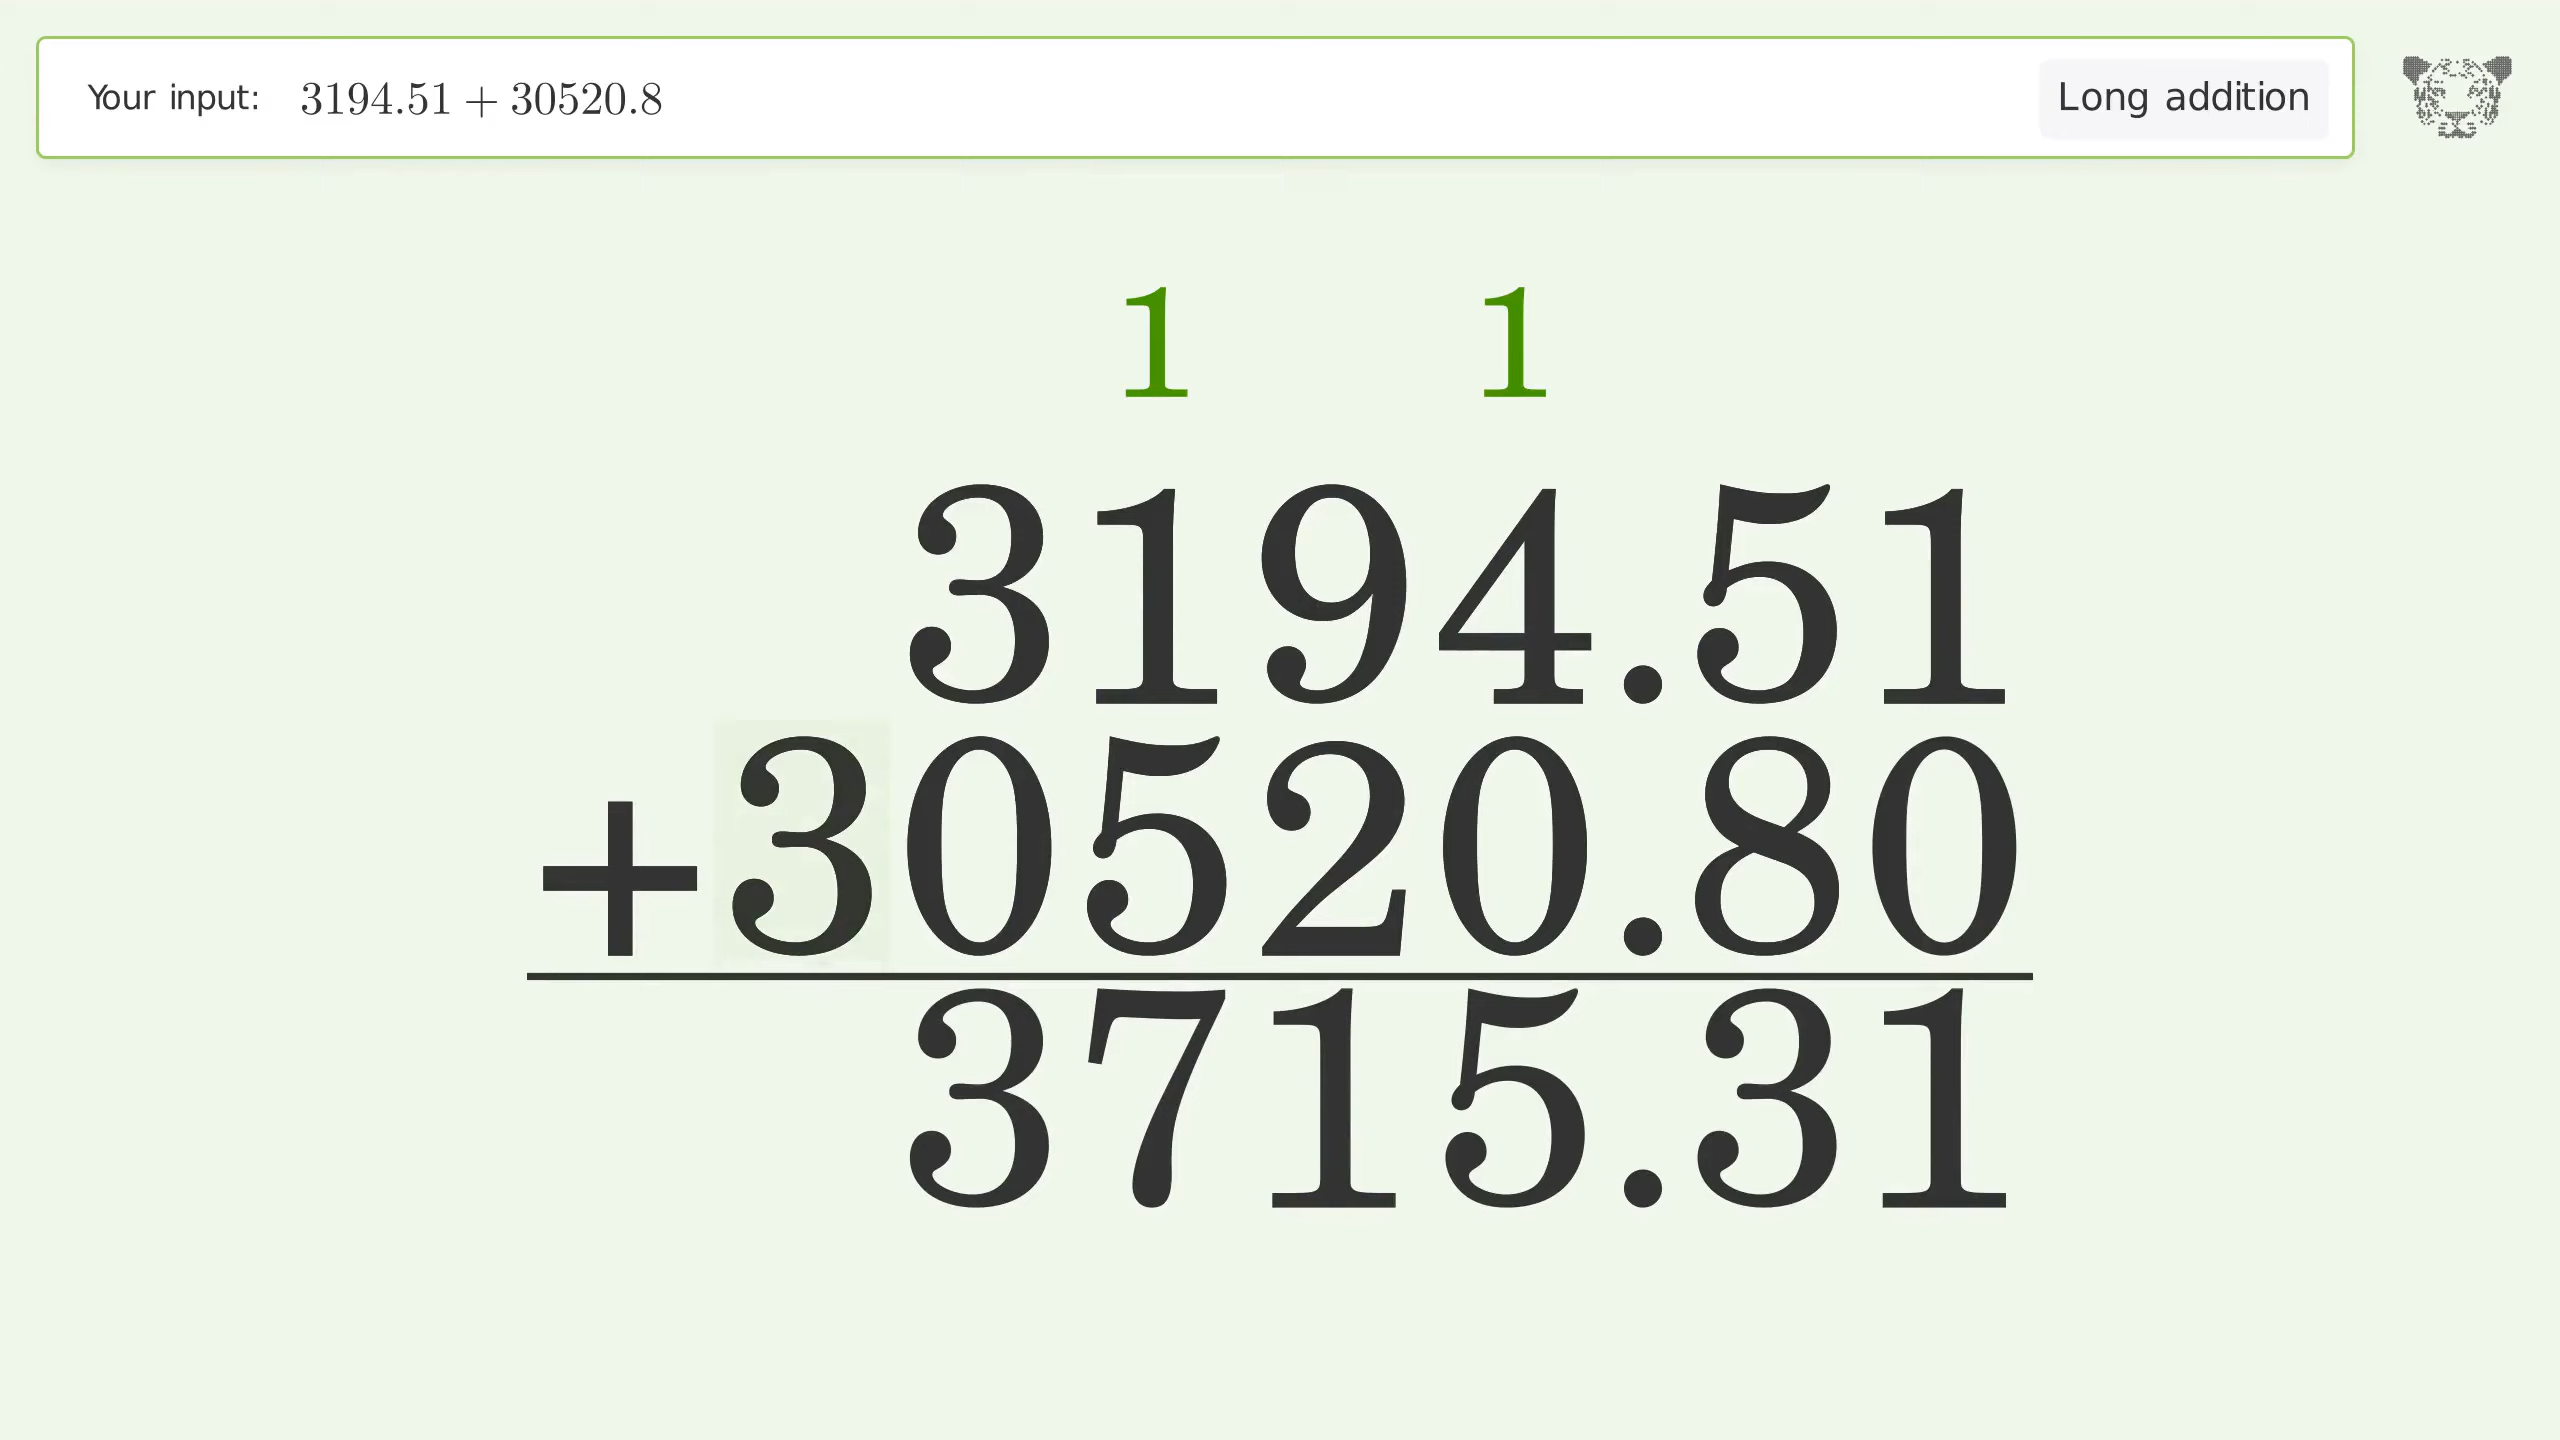 Your input: 3194.51 + 30520.8
Long addition
1 1
3194.51
+30520.80
3715.31